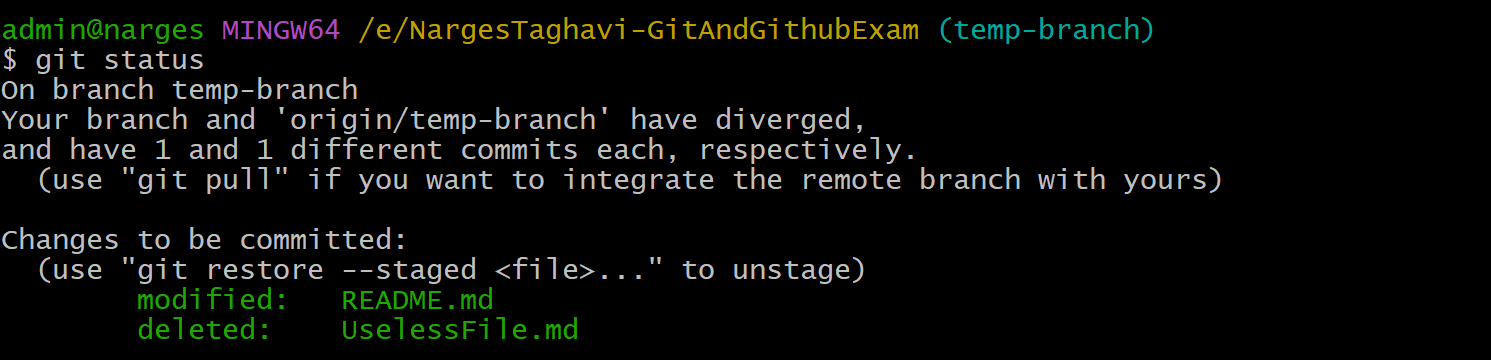 admin@narges MINGW64 /e/NargesTaghavi-GitAndGithubExam (temp-branch)
$ git status
On branch temp-branch
Your branch and 'origin/temp-branch' have diverged,
and have 1 and 1 different commits each, respectively.
  (use "git pull" if you want to integrate the remote branch with yours)

Changes to be committed:
  (use "git restore --staged <file>..." to unstage)
        modified:   README.md
        deleted:    UselessFile.md